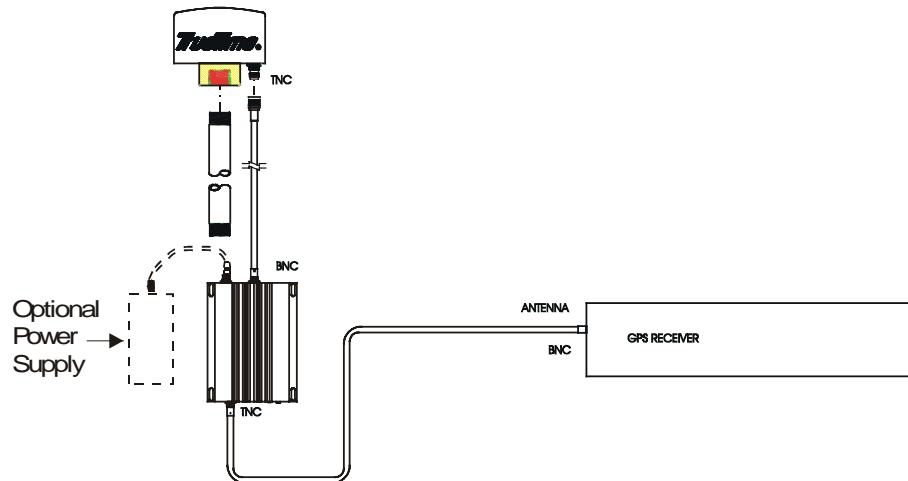 TrueTime®
TNC
BNC
Optional
Power
Supply
ANTENNA
GPS RECEIVER
BNC
TNC